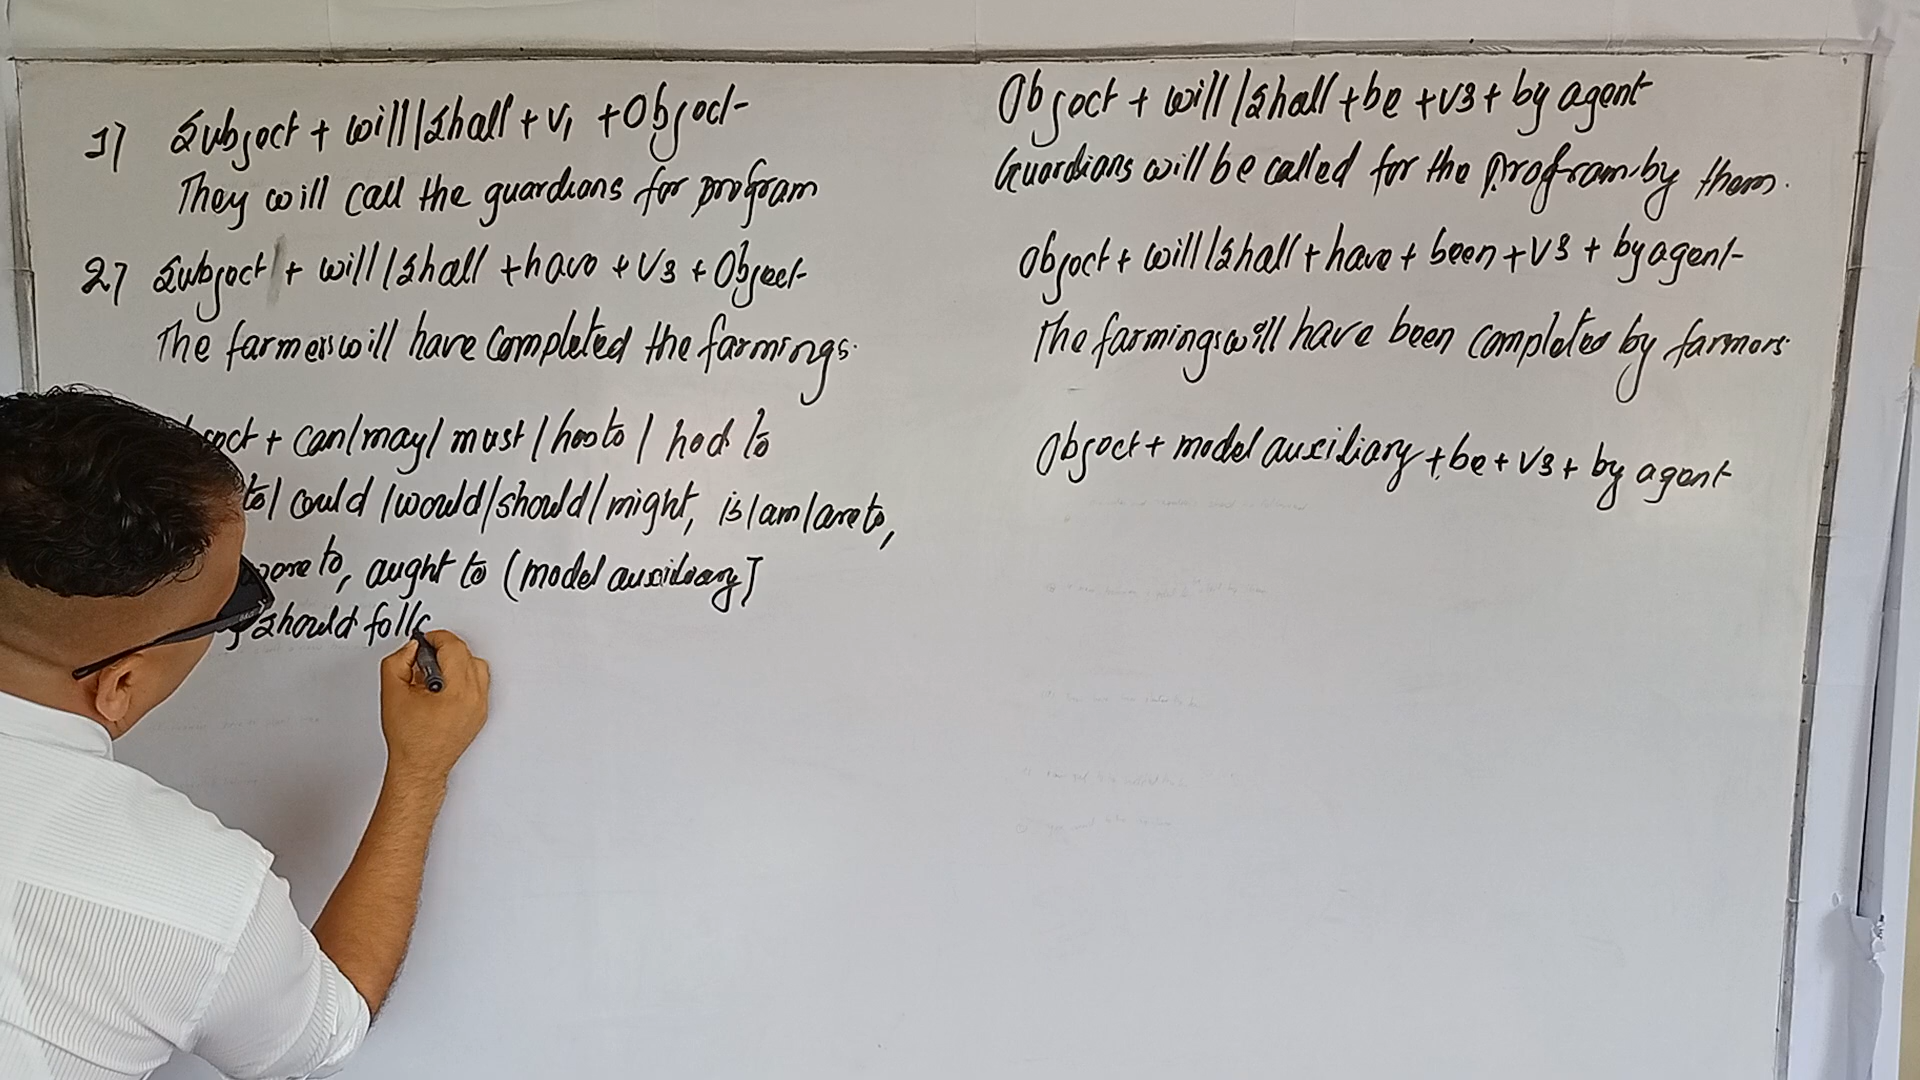 1) Subject + will/shall + V1 + Object
They will call the guardians for program
2) Subject + will/shall + have + V3 + Object
The farmers will have completed the farmings.
+ can/may/must/has to/had to
to/could/would/should/might, is/am/are to,
were to, aught to (model auxiliary)
should follo
Object + will/shall + be + V3 + by agent
Guardians will be called for the program by them.
Object + will/shall + have + been + V3 + by agent
The farmings will have been completed by farmers.
Object + model auxiliary + be + V3 + by agent